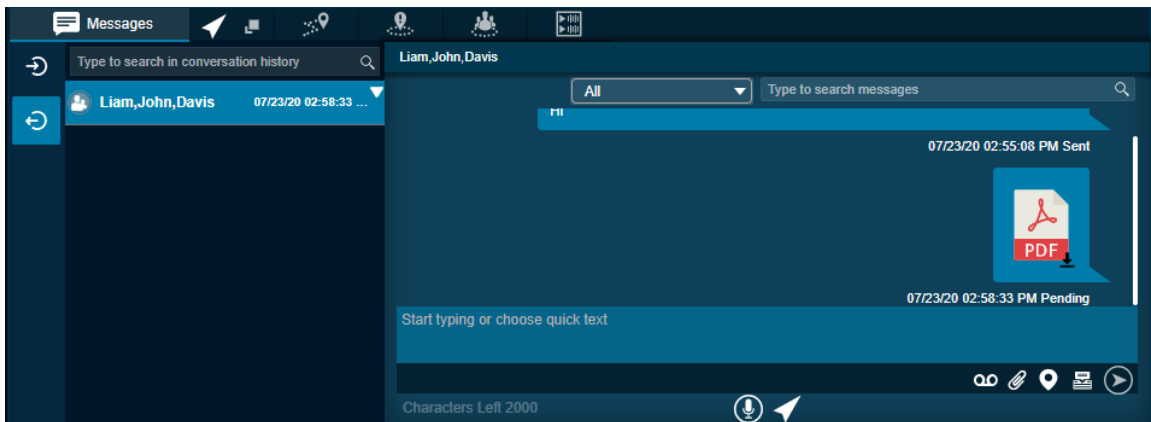 Messages
Type to search in conversation history
Liam,John,Davis
Liam,John,Davis 07/23/20 02:58:33 ...
All
Type to search messages
Hi
07/23/20 02:55:08 PM Sent
PDF
07/23/20 02:58:33 PM Pending
Start typing or choose quick text
Characters Left 2000